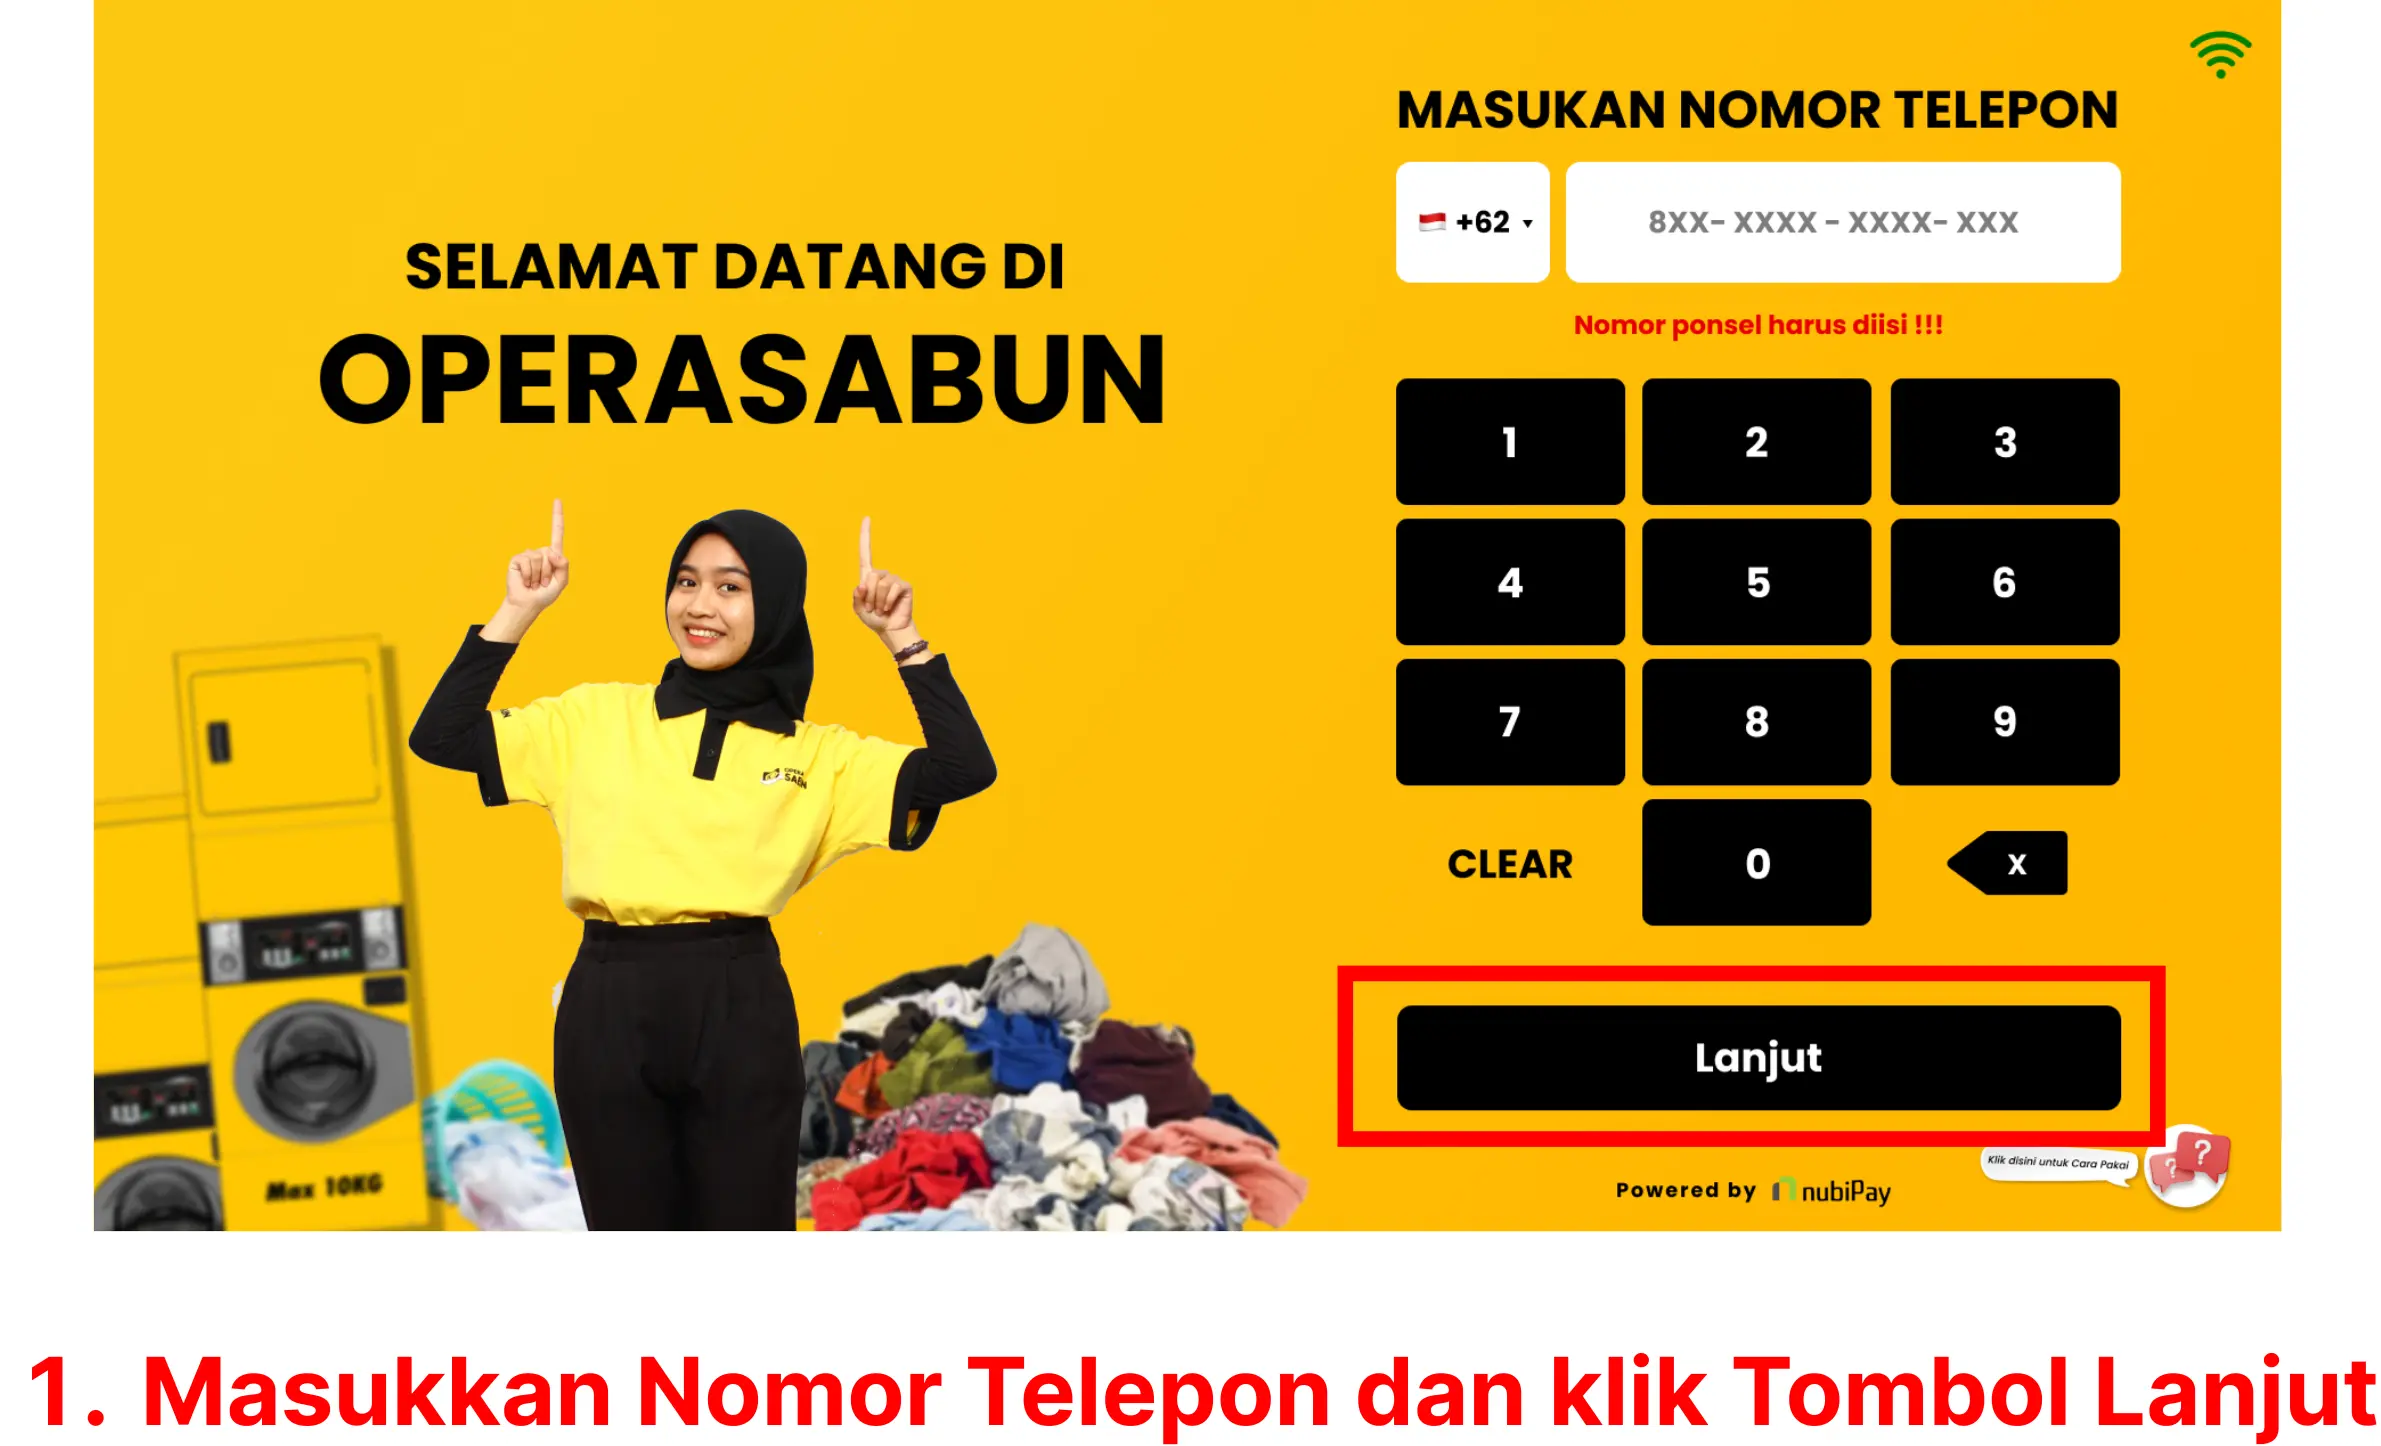 SELAMAT DATANG DI
OPERASABUN
OPERA
Max 10KG
MASUKAN NOMOR TELEPON
+62
8XX- XXXX - XXXX- XXX
Nomor ponsel harus diisi !!!
1 2 3
4 5 6
7 8 9
CLEAR 0 X
Lanjut
Klik disini untuk Cara Pakai
? ?
Powered by nubiPay
1. Masukkan Nomor Telepon dan klik Tombol Lanjut